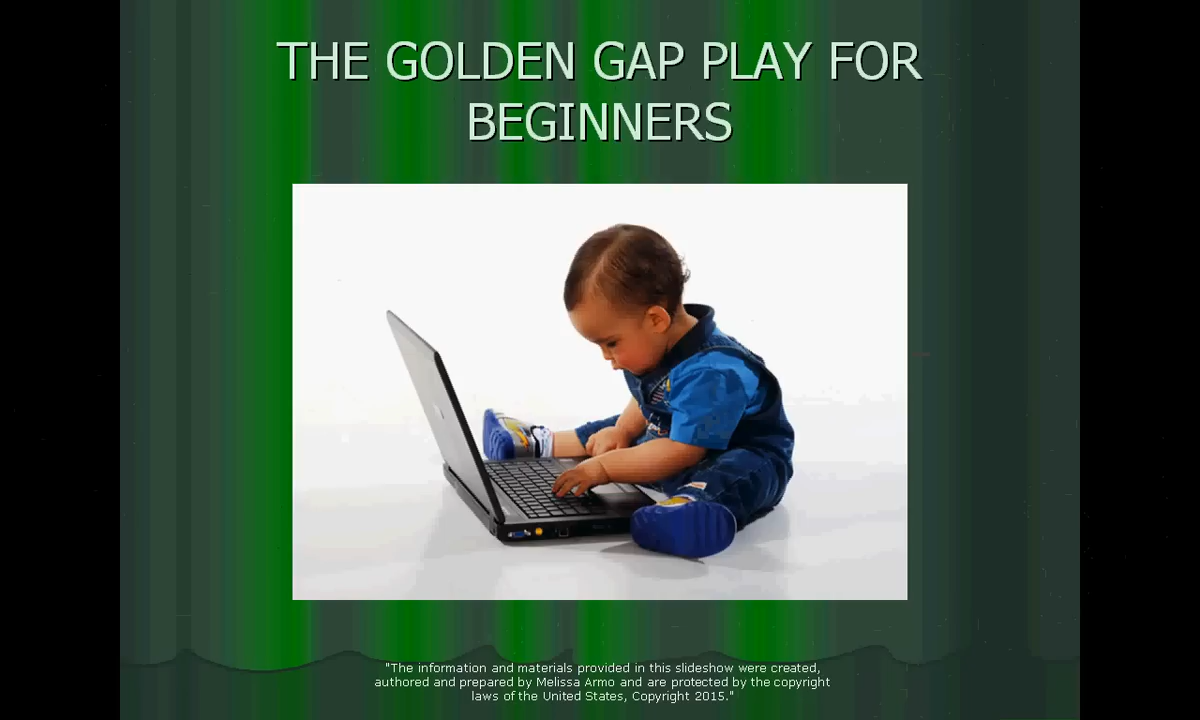 THE GOLDEN GAP PLAY FOR
BEGINNERS
"The information and materials provided in this slideshow were created,
authored and prepared by Melissa Armo and are protected by the copyright
laws of the United States, Copyright 2015."